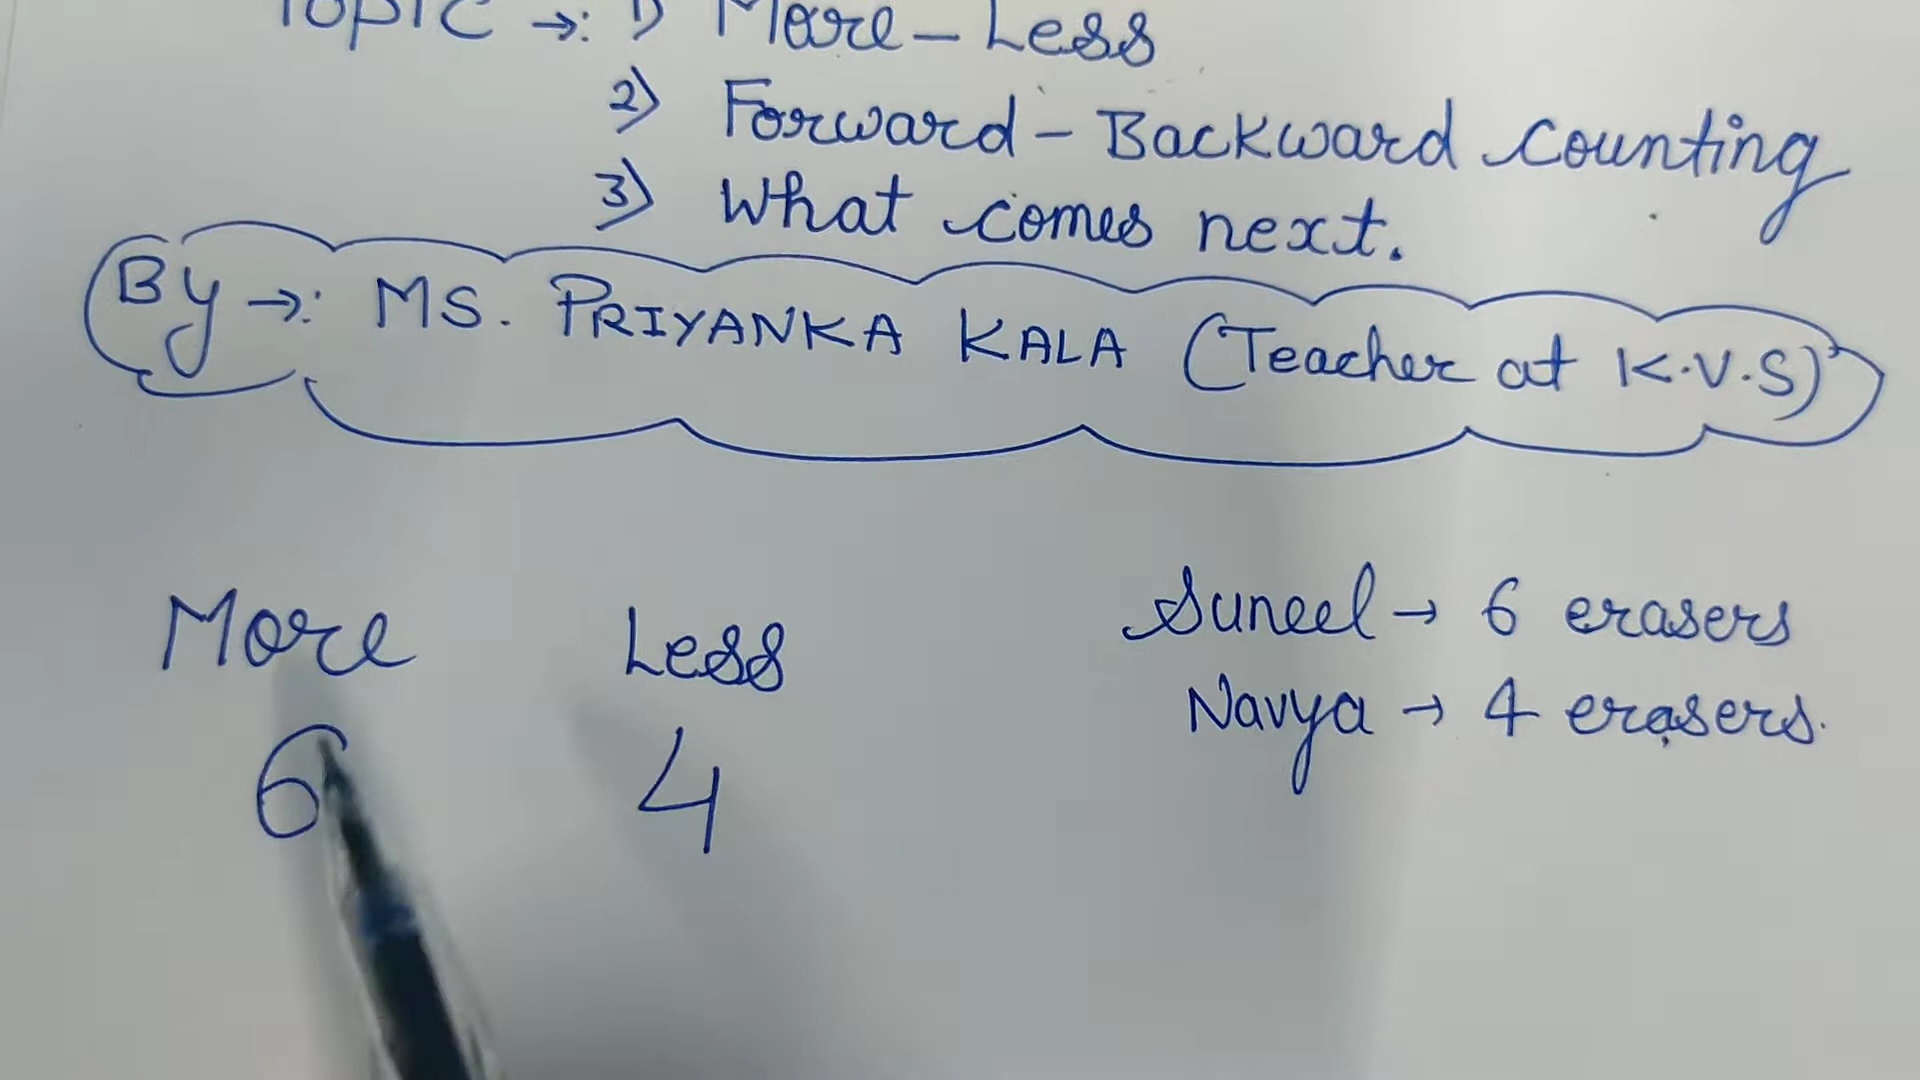 Topic →: 1) More - Less
2) Forward - Backward counting
3) What comes next.
By →: MS. PRIYANKA KALA (Teacher at K.V.S)
More Less
6 4
Suneel → 6 erasers
Navya → 4 erasers.